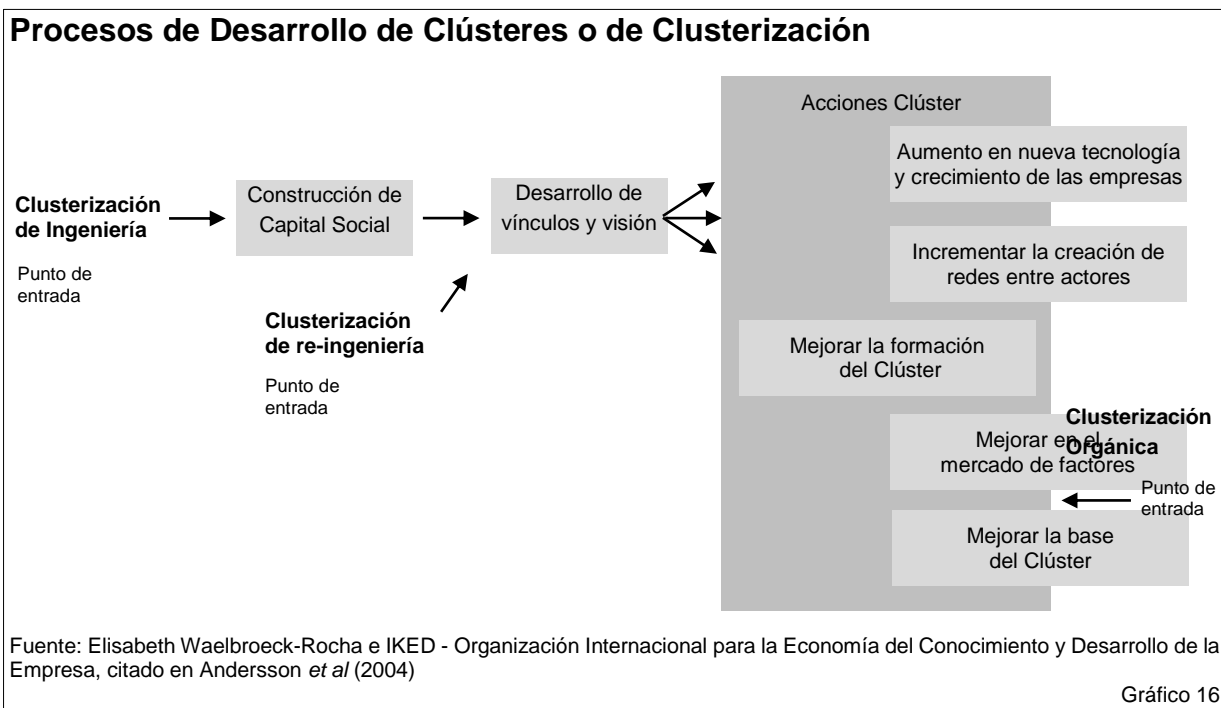 Procesos de Desarrollo de Clústeres o de Clusterización
Clusterización
de Ingeniería
Punto de
entrada
Construcción de
Capital Social
Clusterización
de re-ingeniería
Punto de
entrada
Desarrollo de
vínculos y visión
Acciones Clúster
Aumento en nueva tecnología
y crecimiento de las empresas
Incrementar la creación de
redes entre actores
Mejorar la formación
del Clúster
Mejorar en el
mercado de factores
Clusterización
Orgánica
Punto de
entrada
Mejorar la base
del Clúster
Fuente: Elisabeth Waelbroeck-Rocha e IKED - Organización Internacional para la Economía del Conocimiento y Desarrollo de la
Empresa, citado en Andersson et al (2004)
Gráfico 16